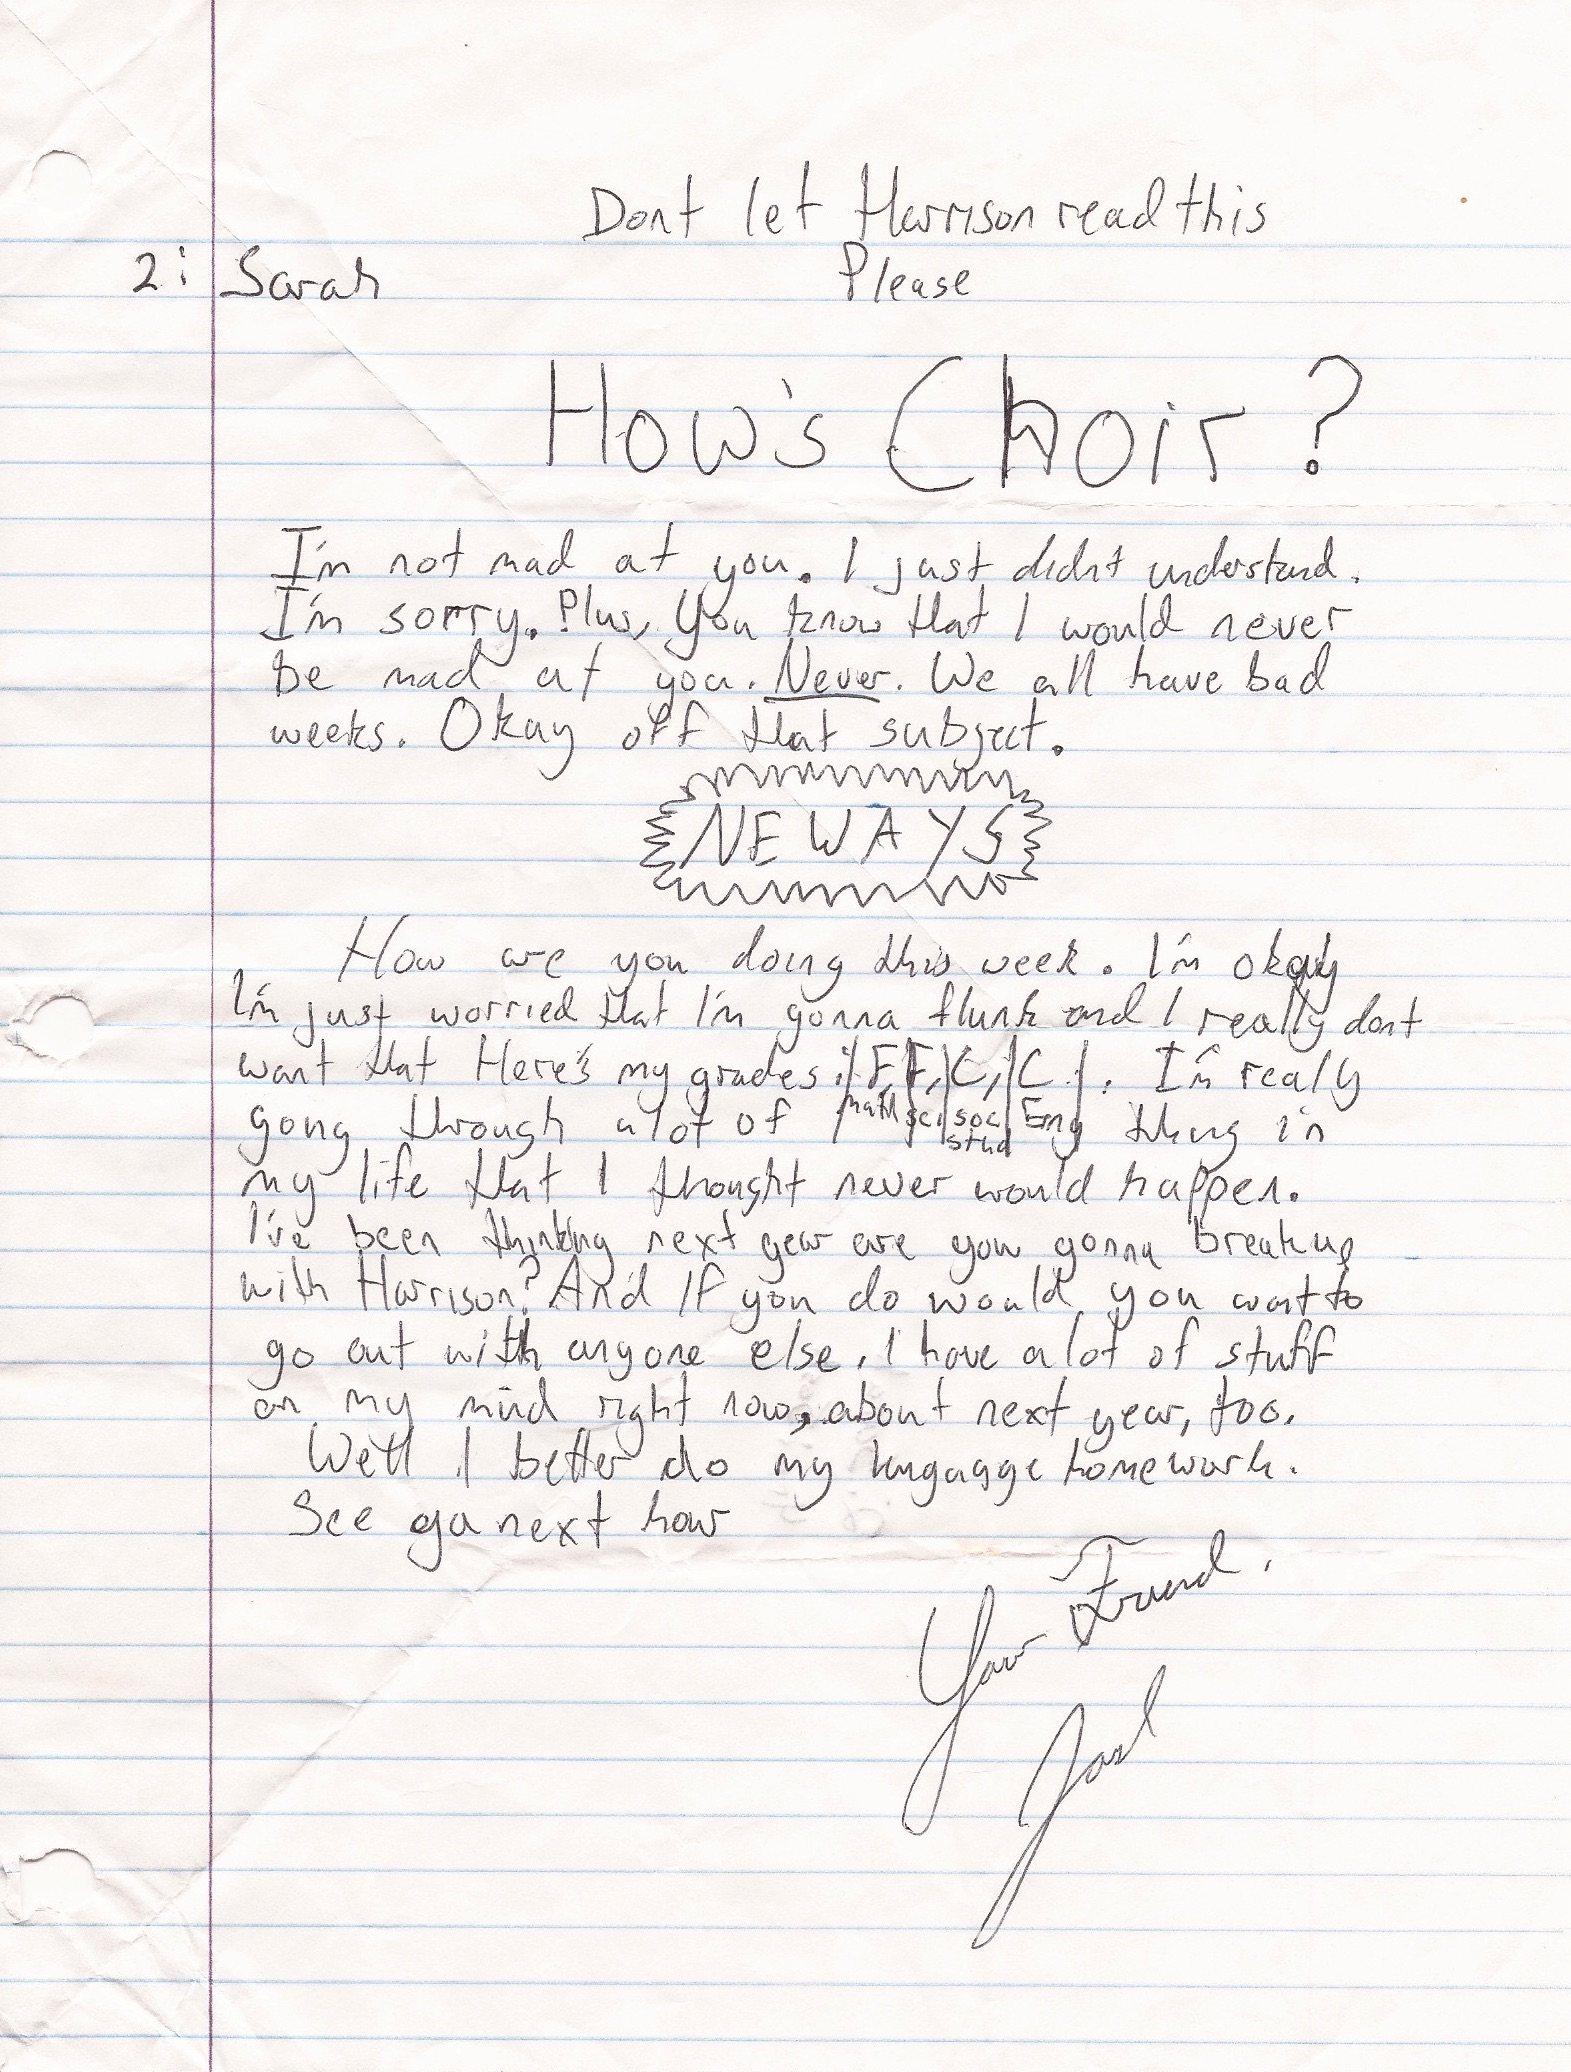 Dont let Harrison read this
2: Sarah Please
How's Choir?
I'm not mad at you. I just didn't understand.
I'm sorry. Plus, You know that I would never
be mad at you. Never. We all have bad
weeks. Okay off that subject.
NEWAYS
How are you doing this week. I'm okay
I'm just worried that I'm gonna flunk and I really dont
want that Here's my grades: F, F, C, C. I'm realy
gong through alot of math sci soc Eng thing in
stud
my life that I thought never would happen.
I've been thinking next year are you gonna breakup
with Harrison? And If you do would you want to
go out with anyone else. I have alot of stuff
on my mind right now, about next year, too.
Well I better do my homework.
See ya next hour
Your Friend,